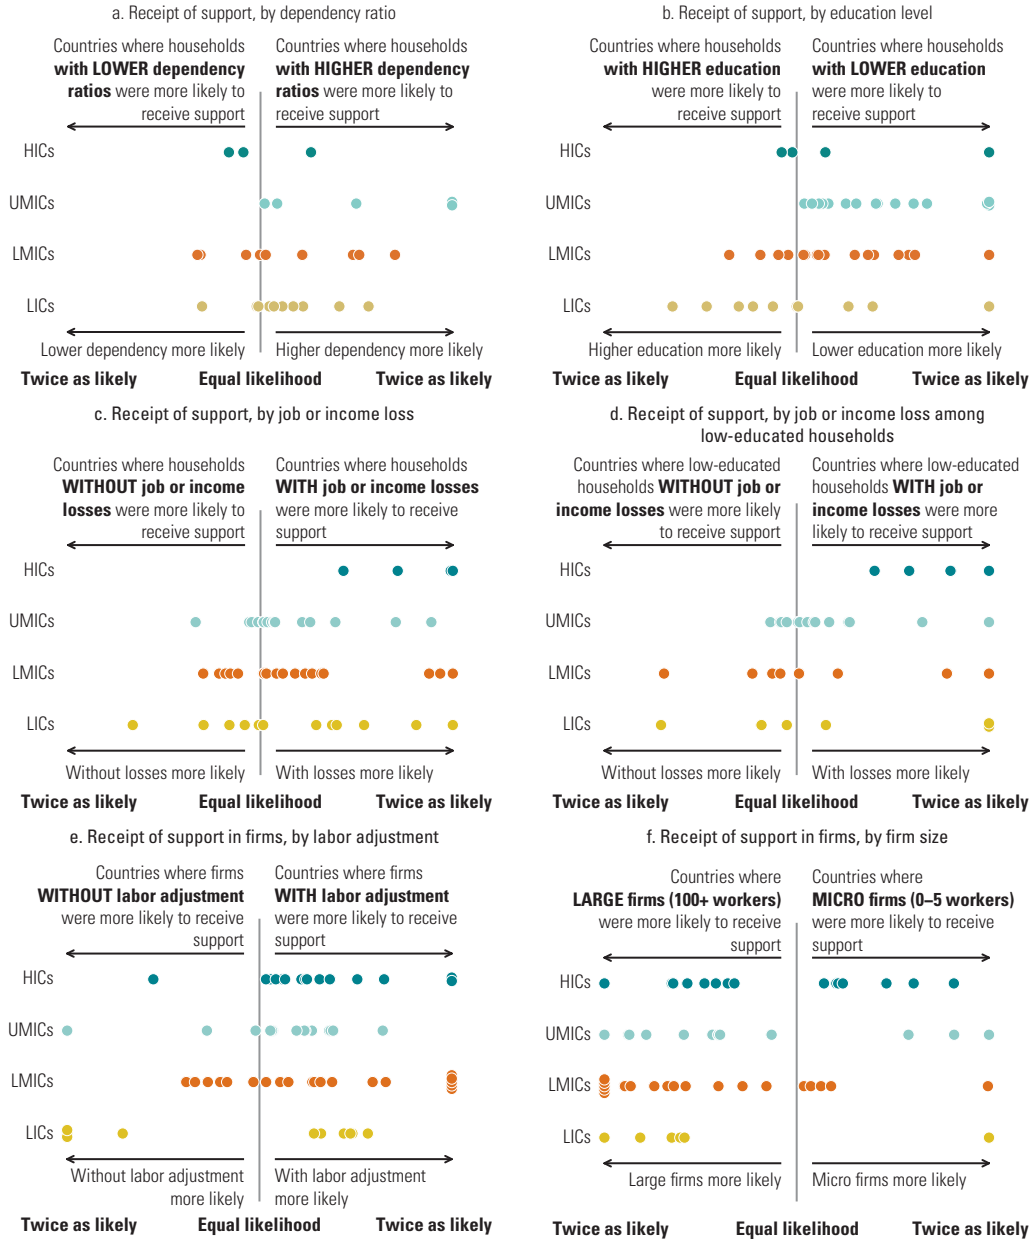 a. Receipt of support, by dependency ratio
Countries where households
with LOWER dependency
ratios were more likely to
receive support
Countries where households
with HIGHER dependency
ratios were more likely to
receive support
HICs
UMICs
LMICs
LICs
Lower dependency more likely
Higher dependency more likely
Twice as likely
Equal likelihood
Twice as likely
b. Receipt of support, by education level
Countries where households
with HIGHER education
were more likely to
receive support
Countries where households
with LOWER education
were more likely to
receive support
HICs
UMICs
LMICs
LICs
Higher education more likely
Lower education more likely
Twice as likely
Equal likelihood
Twice as likely
c. Receipt of support, by job or income loss
Countries where households
WITHOUT job or income
losses were more likely to
receive support
Countries where households
WITH job or income losses
were more likely to receive
support
HICs
UMICs
LMICs
LICs
Without losses more likely
With losses more likely
Twice as likely
Equal likelihood
Twice as likely
d. Receipt of support, by job or income loss among
low-educated households
Countries where low-educated
households WITHOUT job or
income losses were more likely
to receive support
Countries where low-educated
households WITH job or
income losses were more
likely to receive support
HICs
UMICs
LMICs
LICs
Without losses more likely
With losses more likely
Twice as likely
Equal likelihood
Twice as likely
e. Receipt of support in firms, by labor adjustment
Countries where firms
WITHOUT labor adjustment
were more likely to receive
support
Countries where firms
WITH labor adjustment
were more likely to receive
support
HICs
UMICs
LMICs
LICs
Without labor adjustment
more likely
With labor adjustment
more likely
Twice as likely
Equal likelihood
Twice as likely
f. Receipt of support in firms, by firm size
Countries where
LARGE firms (100+ workers)
were more likely to receive
support
Countries where
MICRO firms (0–5 workers)
were more likely to receive
support
HICs
UMICs
LMICs
LICs
Large firms more likely
Micro firms more likely
Twice as likely
Equal likelihood
Twice as likely